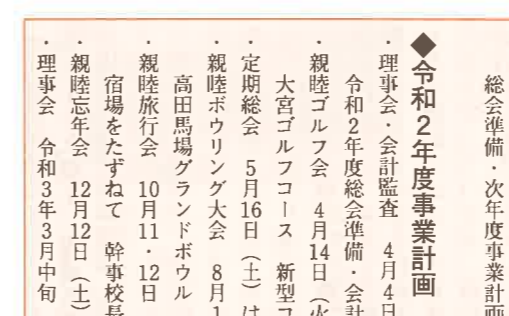 総会準備・次年度事業計画
◆令和2年度事業計画
・理事会・会計監査　4月4日
令和2年度総会準備・会計
・親睦ゴルフ会　4月14日（火
大宮ゴルフコース　新型コ
・定期総会　5月16日（土）は
・親睦ボウリング大会　8月1
高田馬場グランドボウル
・親睦旅行会　10月11・12日
宿場をたずねて　幹事校長
・親睦忘年会　12月12日（土）
・理事会　令和3年3月中旬